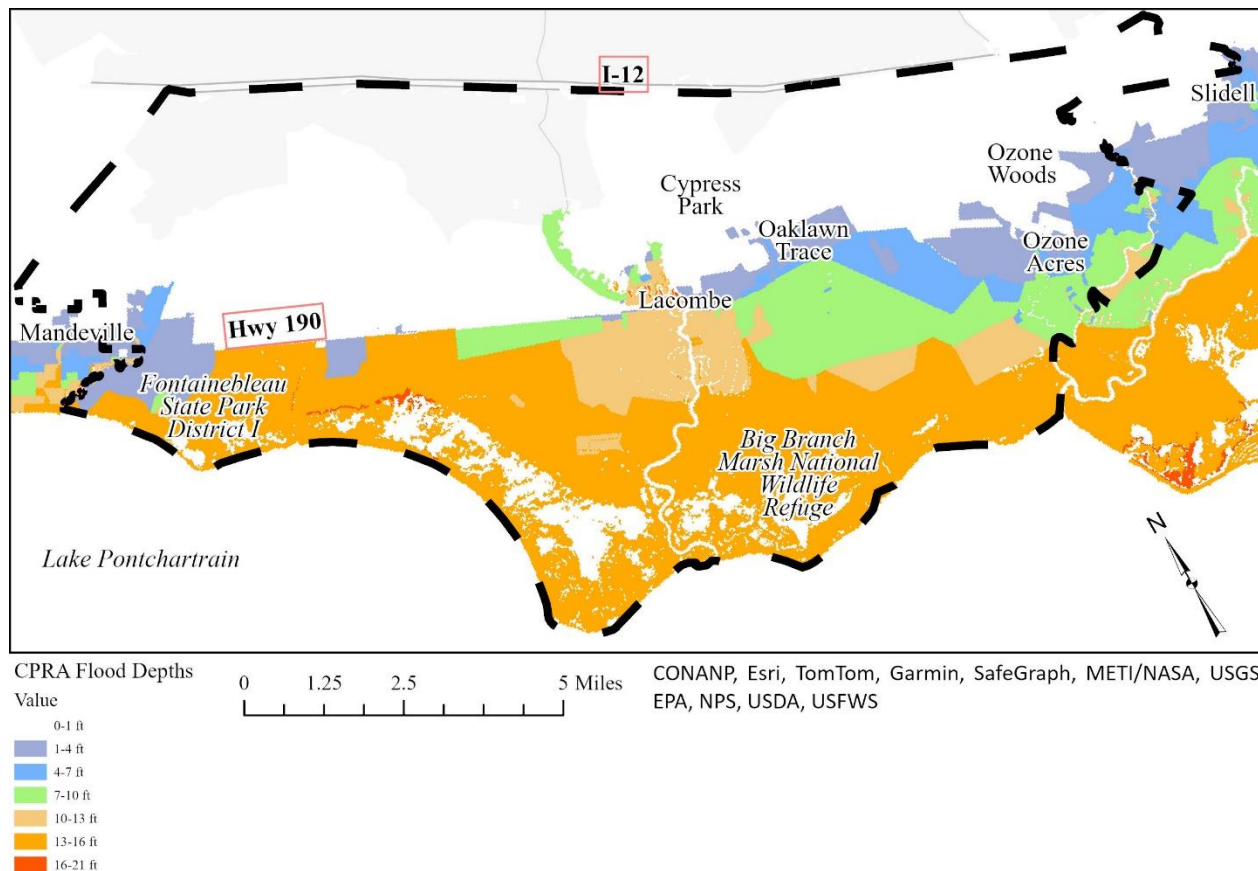 I-12
Slidell
Ozone
Woods
Cypress
Park
Oaklawn
Trace
Ozone
Acres
Lacombe
Mandeville
Hwy 190
Fontainebleau
State Park
District I
Big Branch
Marsh National
Wildlife
Refuge
Lake Pontchartrain
N
CPRA Flood Depths
Value
0-1 ft
1-4 ft
4-7 ft
7-10 ft
10-13 ft
13-16 ft
16-21 ft
0 1.25 2.5 5 Miles
CONANP, Esri, TomTom, Garmin, SafeGraph, METI/NASA, USGS
EPA, NPS, USDA, USFWS